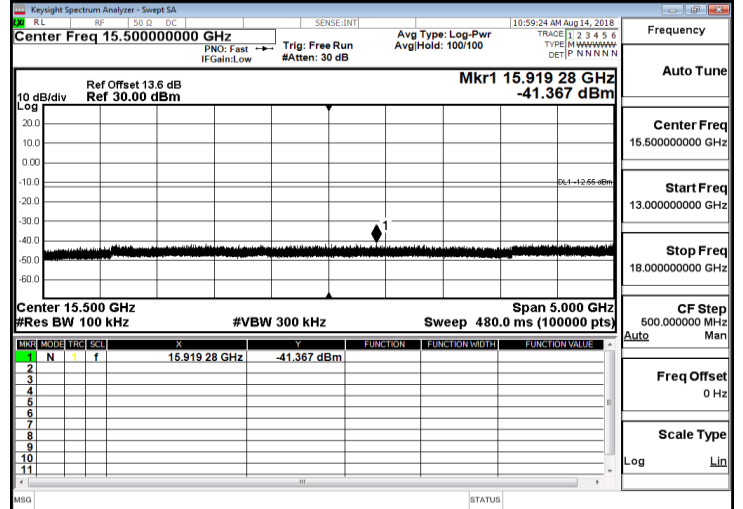 Keysight Spectrum Analyzer - Swept SA
RL RF 50 Ω DC SENSE:INT 10:59:24 AM Aug 14, 2018
Center Freq 15.500000000 GHz
PNO: Fast
IFGain:Low
Trig: Free Run
#Atten: 30 dB
Avg Type: Log-Pwr
Avg|Hold: 100/100
TRACE 1 2 3 4 5 6
TYPE M WWWWW
DET P N N N N N
Ref Offset 13.6 dB
10 dB/div Ref 30.00 dBm
Log
Mkr1 15.919 28 GHz
-41.367 dBm
20.0
10.0
0.00
-10.0
DL1 -12.55 dBm
-20.0
-30.0
1
-40.0
-50.0
-60.0
Center 15.500 GHz Span 5.000 GHz
#Res BW 100 kHz #VBW 300 kHz Sweep 480.0 ms (100000 pts)
MKR MODE TRC SCL X Y FUNCTION FUNCTION WIDTH FUNCTION VALUE
1 N 1 f 15.919 28 GHz -41.367 dBm
2
3
4
5
6
7
8
9
10
11
MSG STATUS
Frequency
Auto Tune
Center Freq
15.500000000 GHz
Start Freq
13.000000000 GHz
Stop Freq
18.000000000 GHz
CF Step
500.000000 MHz
Auto Man
Freq Offset
0 Hz
Scale Type
Log Lin